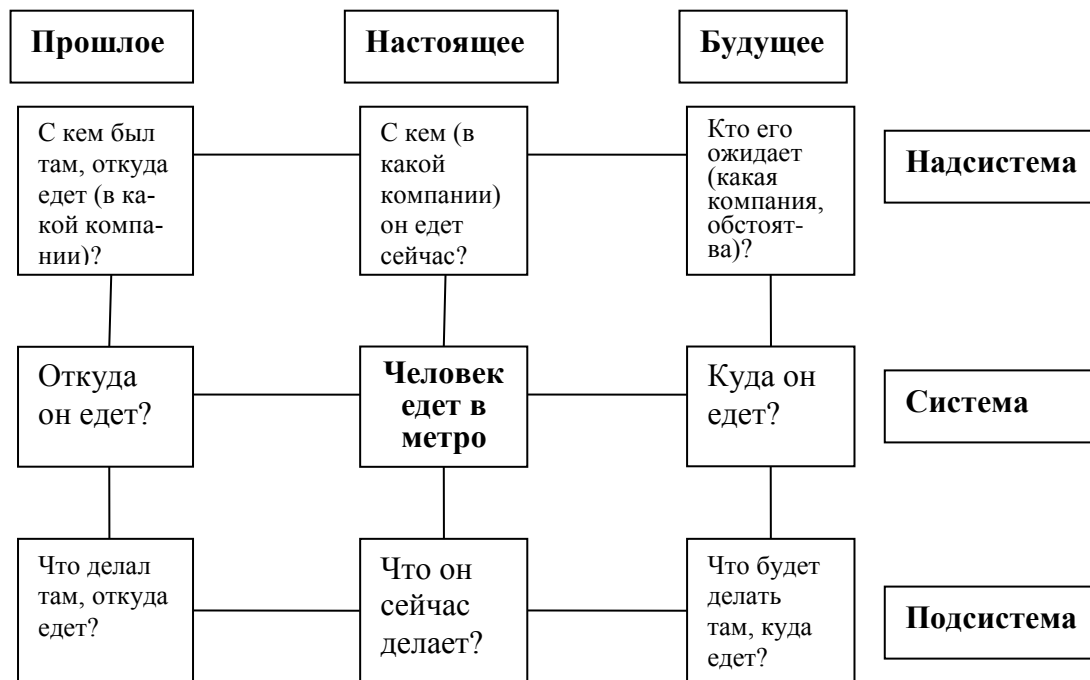 Прошлое
Настоящее
Будущее
С кем был
там, откуда
едет (в ка-
кой компа-
нии)?
С кем (в
какой
компании)
он едет
сейчас?
Кто его
ожидает
(какая
компания,
обстоят-
ва)?
Надсистема
Откуда
он едет?
Человек
едет в
метро
Куда он
едет?
Система
Что делал
там, откуда
едет?
Что он
сейчас
делает?
Что будет
делать
там, куда
едет?
Подсистема